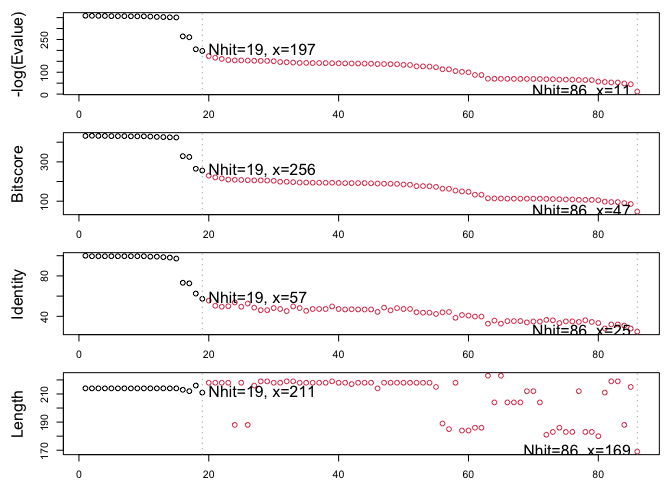 -log(Evalue)
0 50 100 250
Nhit=19, x=197
Nhit=86, x=11
0 20 40 60 80
Bitscore
100 300
Nhit=19, x=256
Nhit=86, x=47
0 20 40 60 80
Identity
40 80
Nhit=19, x=57
Nhit=86, x=25
0 20 40 60 80
Length
170 190 210
Nhit=19, x=211
Nhit=86, x=169
0 20 40 60 80